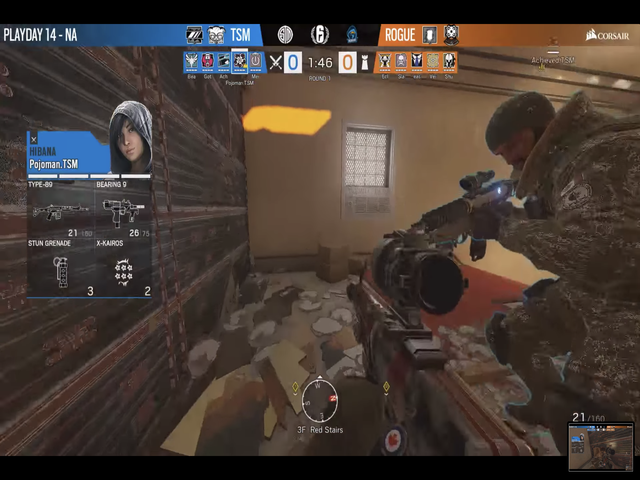 PLAYDAY 14 - NA
TSM
ROGUE
CORSAIR
0
1:46
0
ROUND 1
Pojoman.TSM
Achieved.TSM
HIBANA
Pojoman.TSM
TYPE-89
BEARING 9
21
26/75
STUN GRENADE
X-KAIROS
3
2
W
3F: Red Stairs
21/160